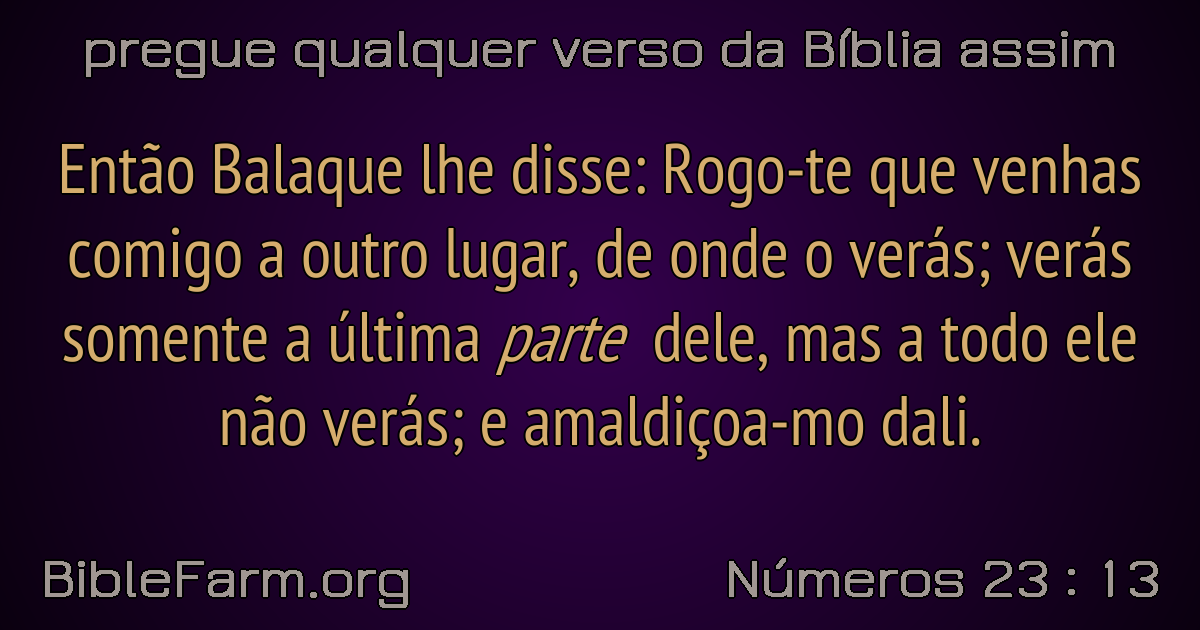 pregue qualquer verso da Bíblia assim
Então Balaque lhe disse: Rogo-te que venhas
comigo a outro lugar, de onde o verás; verás
somente a última parte dele, mas a todo ele
não verás; e amaldiçoa-mo dali.
BibleFarm.org
Números 23 : 13